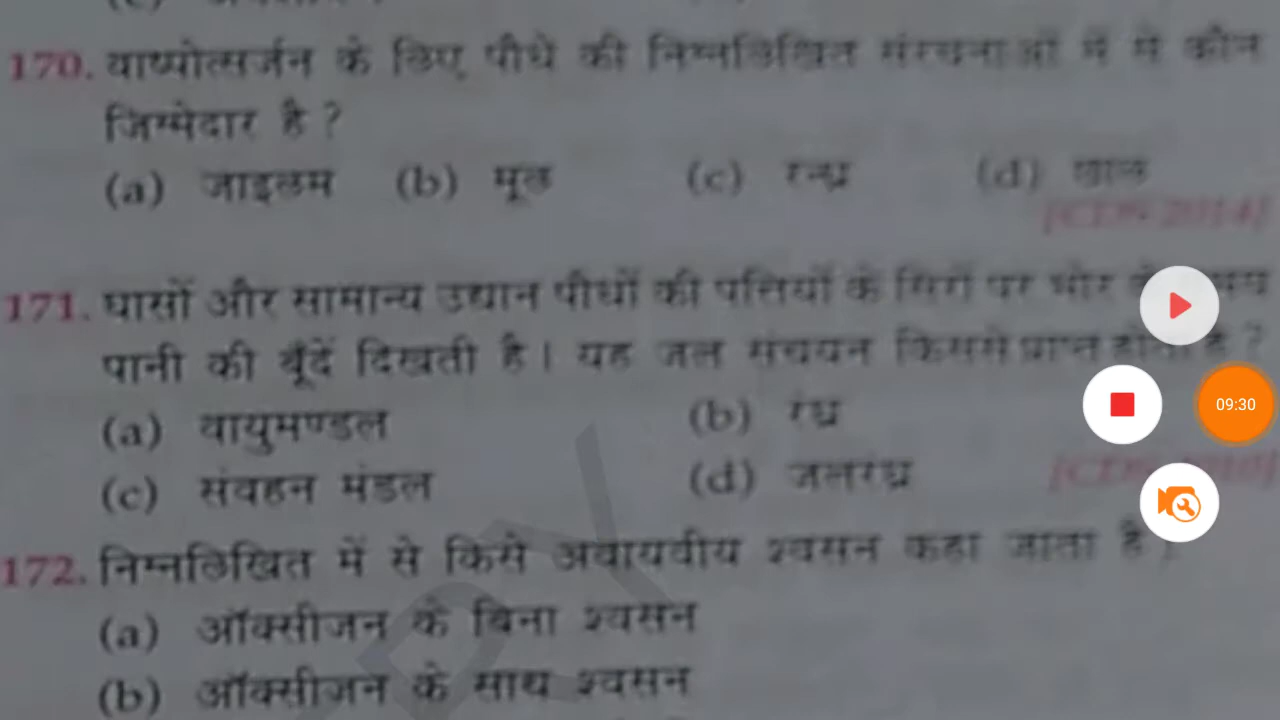 170. वाष्पोत्सर्जन के लिए पौधे की निम्नलिखित संरचनाओं में से कौन
जिम्मेदार है ?
(a) जाइलम (b) मूल (c) रन्ध्र (d) छाल
[CDS-2014]
171. घासों और सामान्य उद्यान पौधों की पत्तियों के सिरों पर भोर के समय
पानी की बूँदें दिखती है। यह जल संचयन किससे प्राप्त होता है ?
(a) वायुमण्डल (b) रंध्र
(c) संवहन मंडल (d) जलरंध्र
09:30
172. निम्नलिखित में से किसे अवायवीय श्वसन कहा जाता है
(a) ऑक्सीजन के बिना श्वसन
(b) ऑक्सीजन के साथ श्वसन